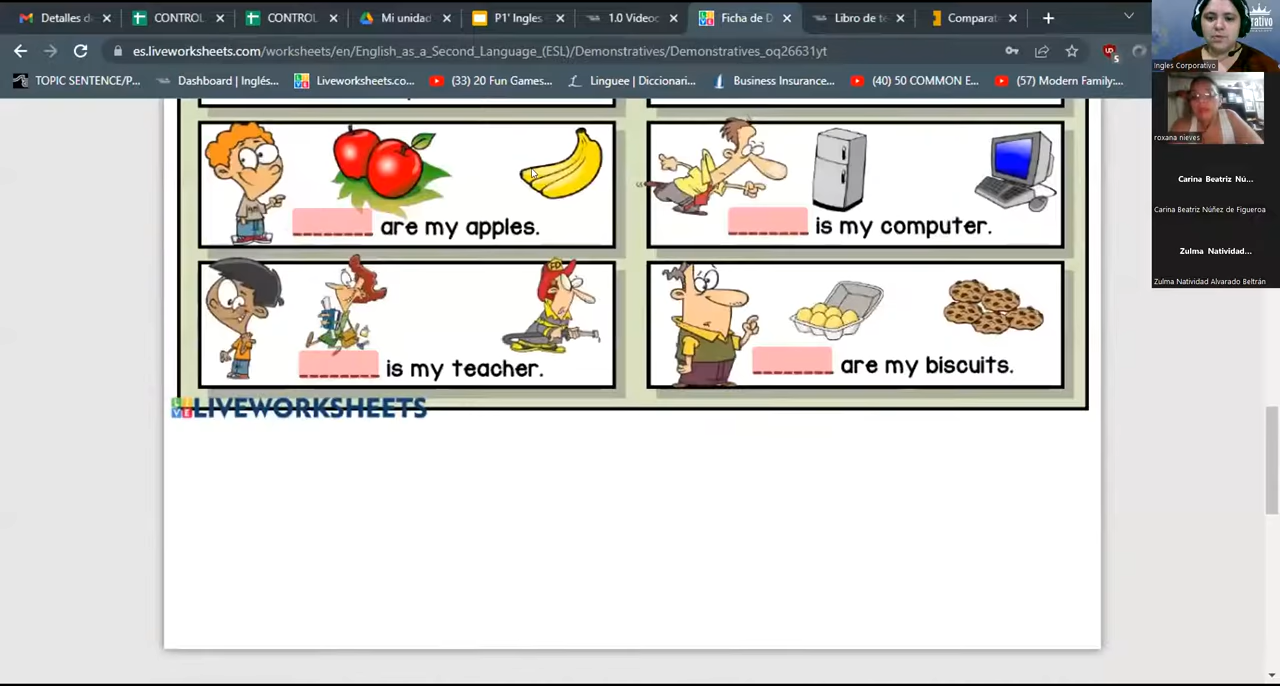 Detalles d
CONTROL
CONTROL
Mi unidad
P1' Ingles
1.0 Videoc
Ficha de D
Libro de te
Comparat
es.liveworksheets.com/worksheets/en/English_as_a_Second_Language_(ESL)/Demonstratives/Demonstratives_oq26631yt
TOPIC SENTENCE/P...
Dashboard | Inglés...
Liveworksheets.co...
(33) 20 Fun Games...
Linguee | Diccionari...
Business Insurance...
(40) 50 COMMON E...
(57) Modern Family:...
Ingles Corporativo
roxana nieves
Carina Beatriz Nú...
Carina Beatriz Núñez de Figueroa
Zulma Natividad...
Zulma Natividad Alvarado Beltrán
are my apples.
is my computer.
is my teacher.
are my biscuits.
LIVEWORKSHEETS